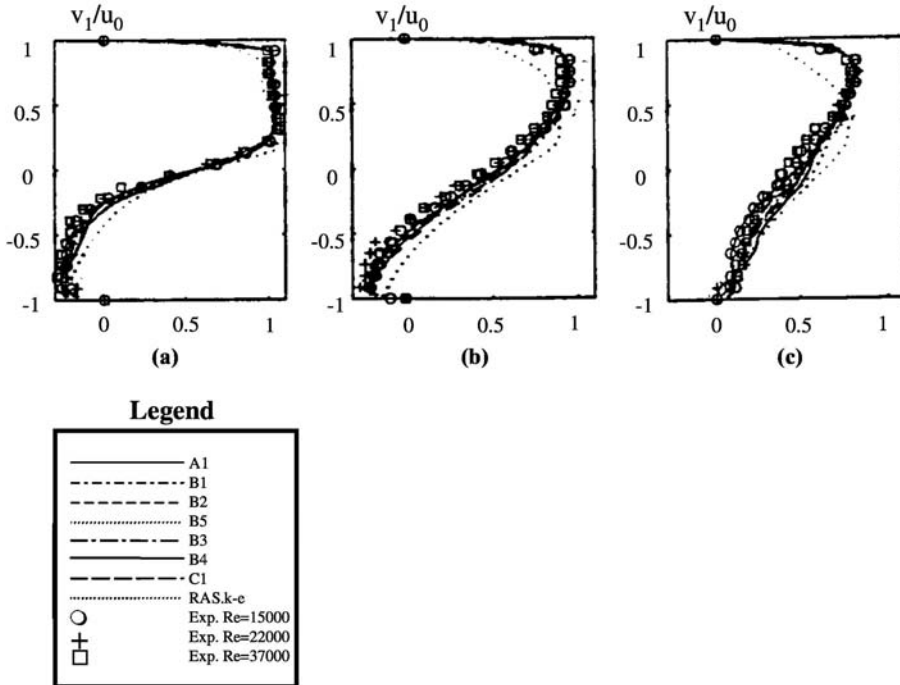 v1/u0 v1/u0 v1/u0
1 1 1
0.5 0.5 0.5
0 0 0
-0.5 -0.5 -0.5
-1 -1 -1
0 0.5 1 0 0.5 1 0 0.5 1
(a) (b) (c)
Legend
A1
B1
B2
B5
B3
B4
C1
RAS.k-e
Exp. Re=15000
Exp. Re=22000
Exp. Re=37000